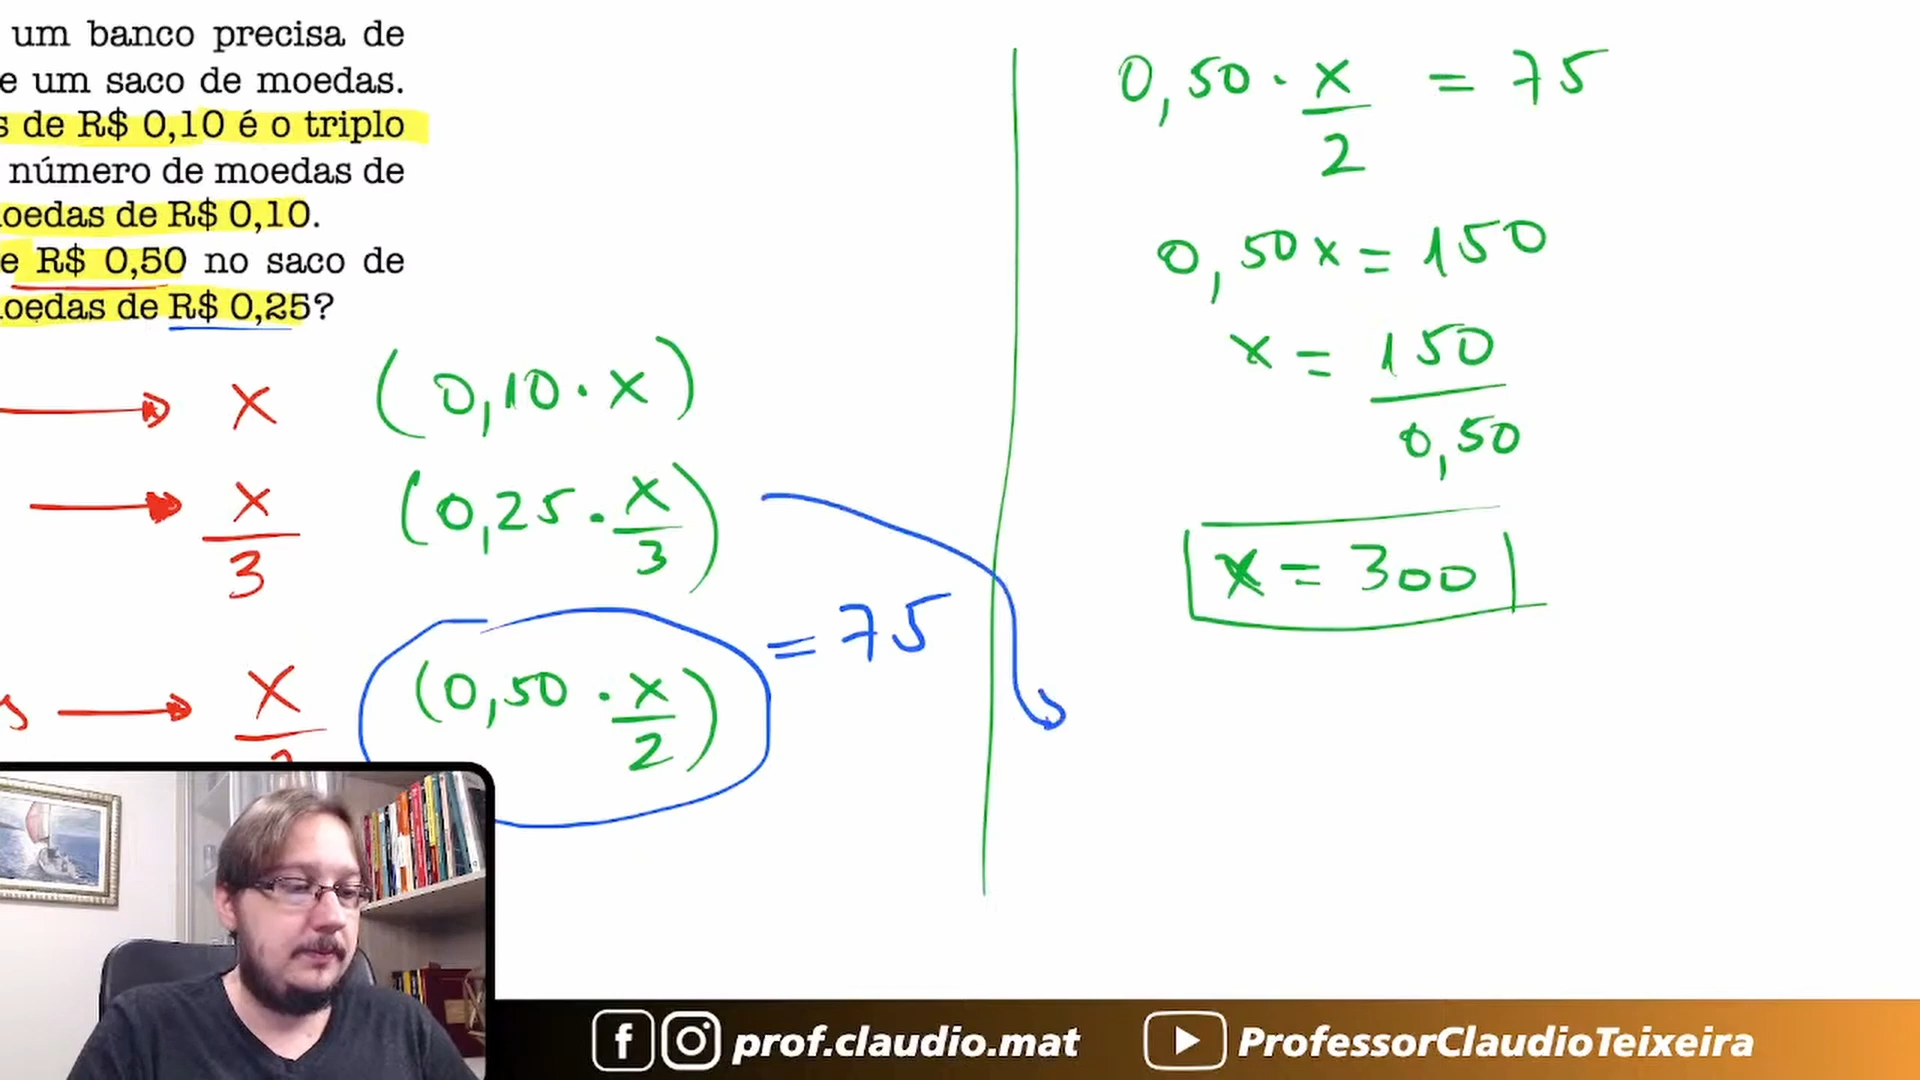 um banco precisa de
e um saco de moedas.
s de R$ 0,10 é o triplo
número de moedas de
oedas de R$ 0,10.
e R$ 0,50 no saco de
oedas de R$ 0,25?
x (0,10 · x)
x/3 (0,25 · x/3)
s x/2 (0,50 · x/2) = 75
0,50 · x/2 = 75
0,50x = 150
x = 150/0,50
x = 300
prof.claudio.mat
ProfessorClaudioTeixeira